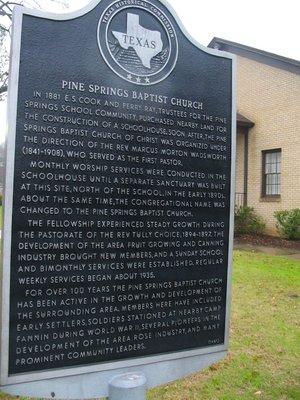 TEXAS HISTORICAL COMMISSION
TEXAS
PINE SPRINGS BAPTIST CHURCH
IN 1881 E.S. COOK AND PERRY RAY, TRUSTEES FOR THE PINE
SPRINGS SCHOOL COMMUNITY, PURCHASED NEARBY LAND FOR
THE CONSTRUCTION OF A SCHOOLHOUSE; SOON, AFTER, THE PINE
SPRINGS BAPTIST CHURCH OF CHRIST WAS ORGANIZED UNDER
THE DIRECTION OF THE REV. MARCUS MORTON WADSWORTH
(1841-1908), WHO SERVED AS THE FIRST PASTOR.
MONTHLY WORSHIP SERVICES WERE CONDUCTED IN THE
SCHOOLHOUSE UNTIL A SEPARATE SANCTUARY WAS BUILT
AT THIS SITE, NORTH OF THE SCHOOL, IN THE EARLY 1890s.
ABOUT THE SAME TIME, THE CONGREGATIONAL NAME WAS
CHANGED TO THE PINE SPRINGS BAPTIST CHURCH.
THE FELLOWSHIP EXPERIENCED STEADY GROWTH DURING
THE PASTORATE OF THE REV. TULLY CHOICE, 1894-1892. THE
DEVELOPMENT OF THE AREA FRUIT GROWING AND CANNING
INDUSTRY BROUGHT NEW MEMBERS, AND A SUNDAY SCHOOL
AND BIMONTHLY SERVICES WERE ESTABLISHED. REGULAR
WEEKLY SERVICES BEGAN ABOUT 1935.
FOR OVER 100 YEARS THE PINE SPRINGS BAPTIST CHURCH
HAS BEEN ACTIVE IN THE GROWTH AND DEVELOPMENT OF
THE SURROUNDING AREA. MEMBERS HERE HAVE INCLUDED
EARLY SETTLERS, SOLDIERS STATIONED AT NEARBY CAMP
FANNIN DURING WORLD WAR II, SEVERAL PIONEERS IN THE
DEVELOPMENT OF AREA ROSE INDUSTRY, AND MANY
PROMINENT COMMUNITY LEADERS.